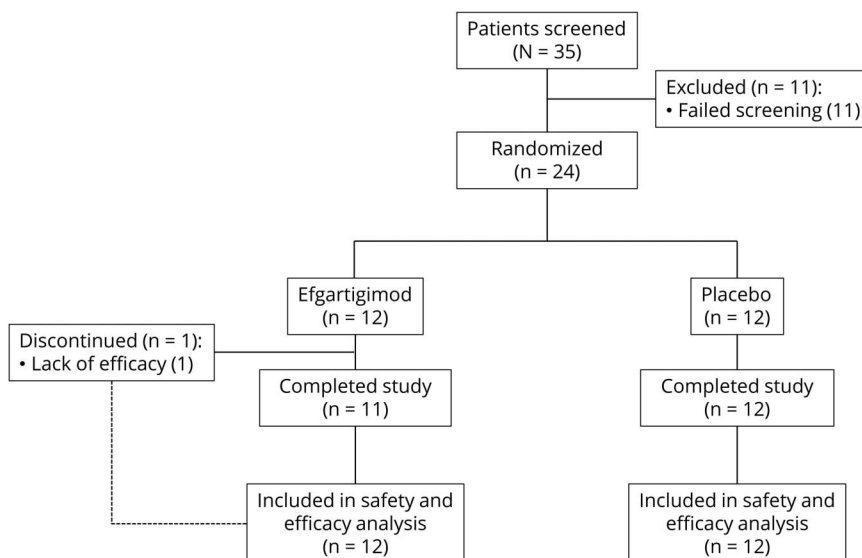 Patients screened
(N = 35)
Excluded (n = 11):
• Failed screening (11)
Randomized
(n = 24)
Efgartigimod
(n = 12)
Placebo
(n = 12)
Discontinued (n = 1):
• Lack of efficacy (1)
Completed study
(n = 11)
Completed study
(n = 12)
Included in safety and
efficacy analysis
(n = 12)
Included in safety and
efficacy analysis
(n = 12)